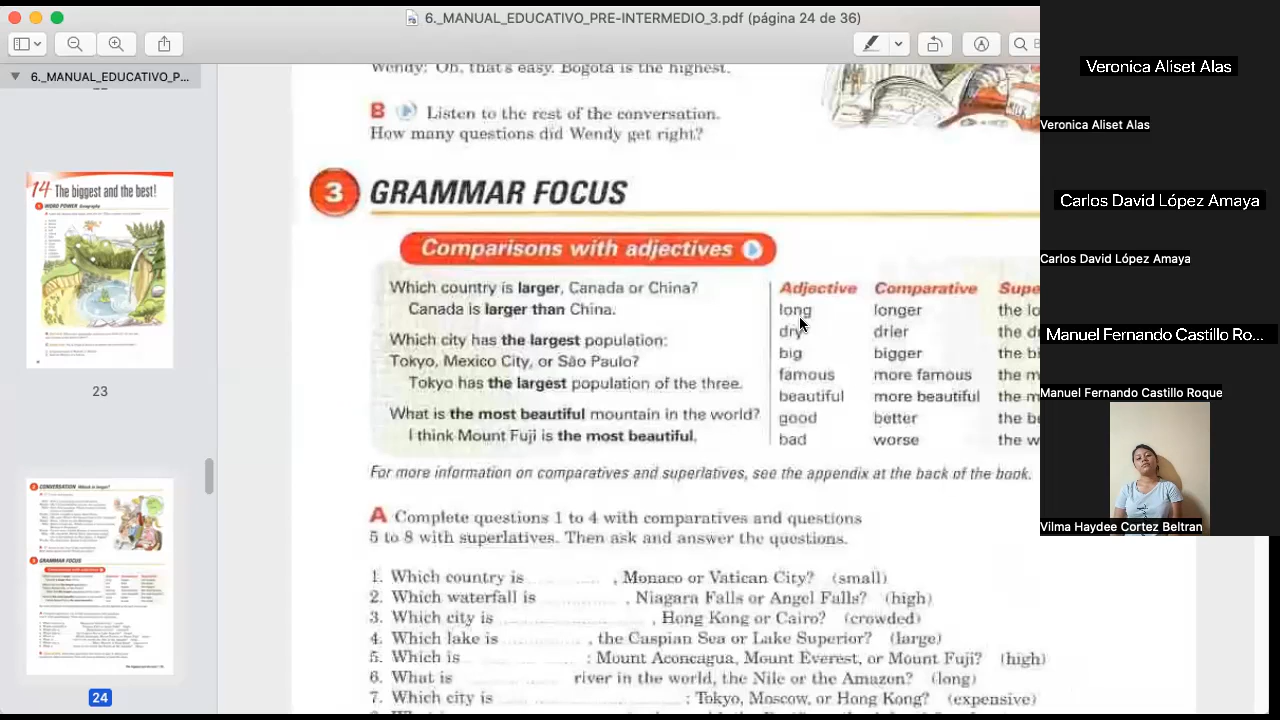 6._MANUAL_EDUCATIVO_PRE-INTERMEDIO_3.pdf (página 24 de 36)
6._MANUAL_EDUCATIVO_P...
14 The biggest and the best!
23
24
Wendy: Oh, that's easy. Bogotá is the highest.
B Listen to the rest of the conversation.
How many questions did Wendy get right?
3 GRAMMAR FOCUS
Comparisons with adjectives
Which country is larger, Canada or China?
Canada is larger than China.
Which city has the largest population:
Tokyo, Mexico City, or São Paulo?
Tokyo has the largest population of the three.
What is the most beautiful mountain in the world?
I think Mount Fuji is the most beautiful.
Adjective Comparative Supe
long longer the lo
dry drier the d
big bigger the bi
famous more famous the m
beautiful more beautiful the m
good better the be
bad worse the w
For more information on comparatives and superlatives, see the appendix at the back of the book.
A Complete questions 1 to 4 with comparatives and questions
5 to 8 with superlatives. Then ask and answer the questions.
1. Which country is , Monaco or Vatican City? (small)
2. Which waterfall is , Niagara Falls or Angel Falls? (high)
3. Which city is , Hong Kong or Cairo? (crowded)
4. Which lake is , the Caspian Sea or Lake Superior? (large)
5. Which is : Mount Aconcagua, Mount Everest, or Mount Fuji? (high)
6. What is river in the world, the Nile or the Amazon? (long)
7. Which city is : Tokyo, Moscow, or Hong Kong? (expensive)
Veronica Aliset Alas
Veronica Aliset Alas
Carlos David López Amaya
Carlos David López Amaya
Manuel Fernando Castillo Ro...
Manuel Fernando Castillo Roque
Vilma Haydee Cortez Beltran